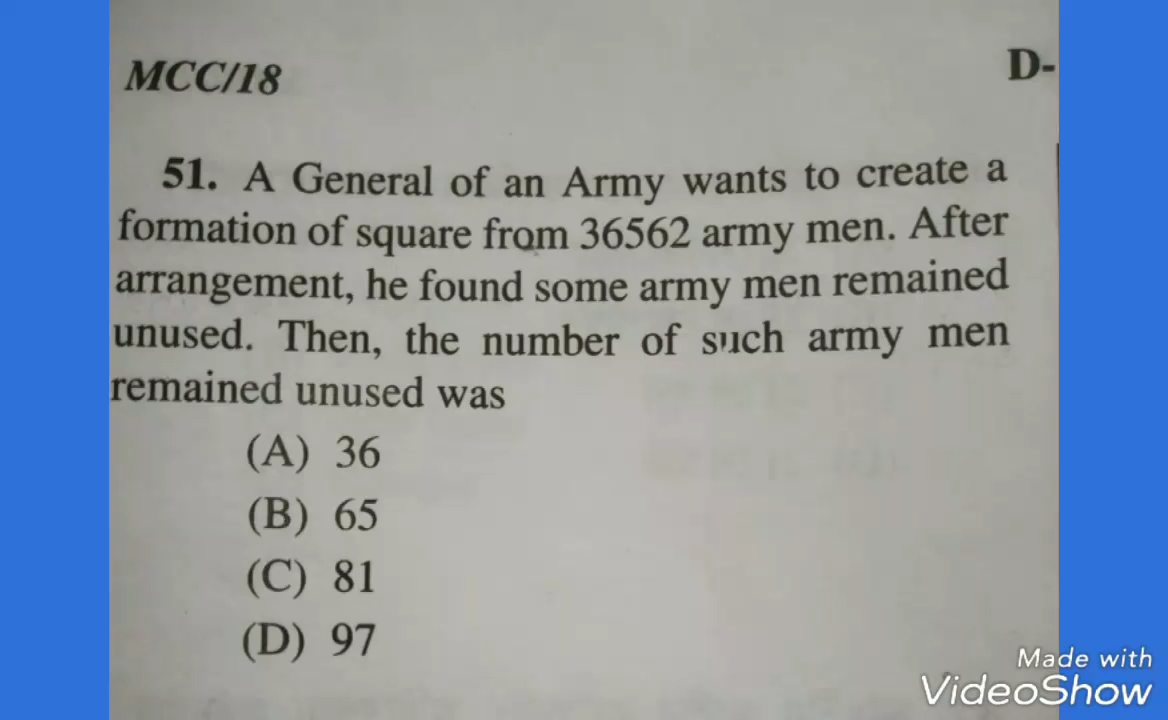 MCC/18
D-
51. A General of an Army wants to create a
formation of square from 36562 army men. After
arrangement, he found some army men remained
unused. Then, the number of such army men
remained unused was
(A) 36
(B) 65
(C) 81
(D) 97
Made with
VideoShow